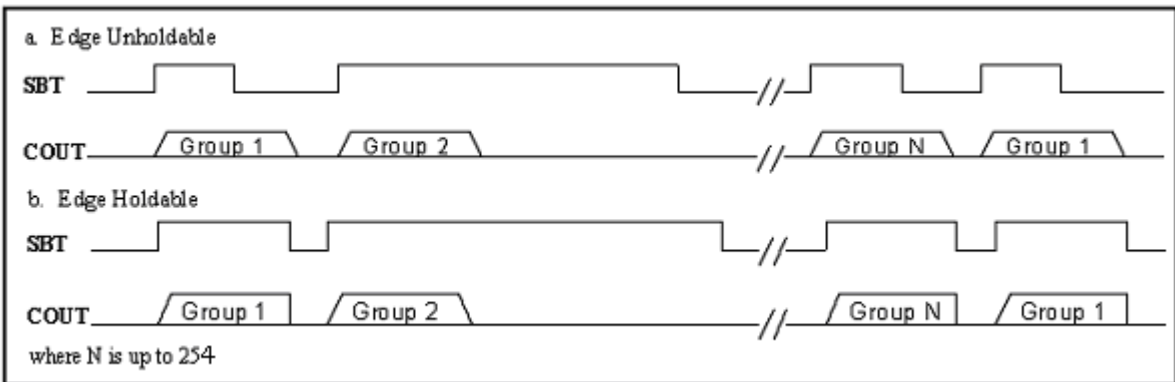 a. Edge Unholdable
SBT //
COUT Group 1 Group 2 // Group N Group 1
b. Edge Holdable
SBT //
COUT Group 1 Group 2 // Group N Group 1
where N is up to 254